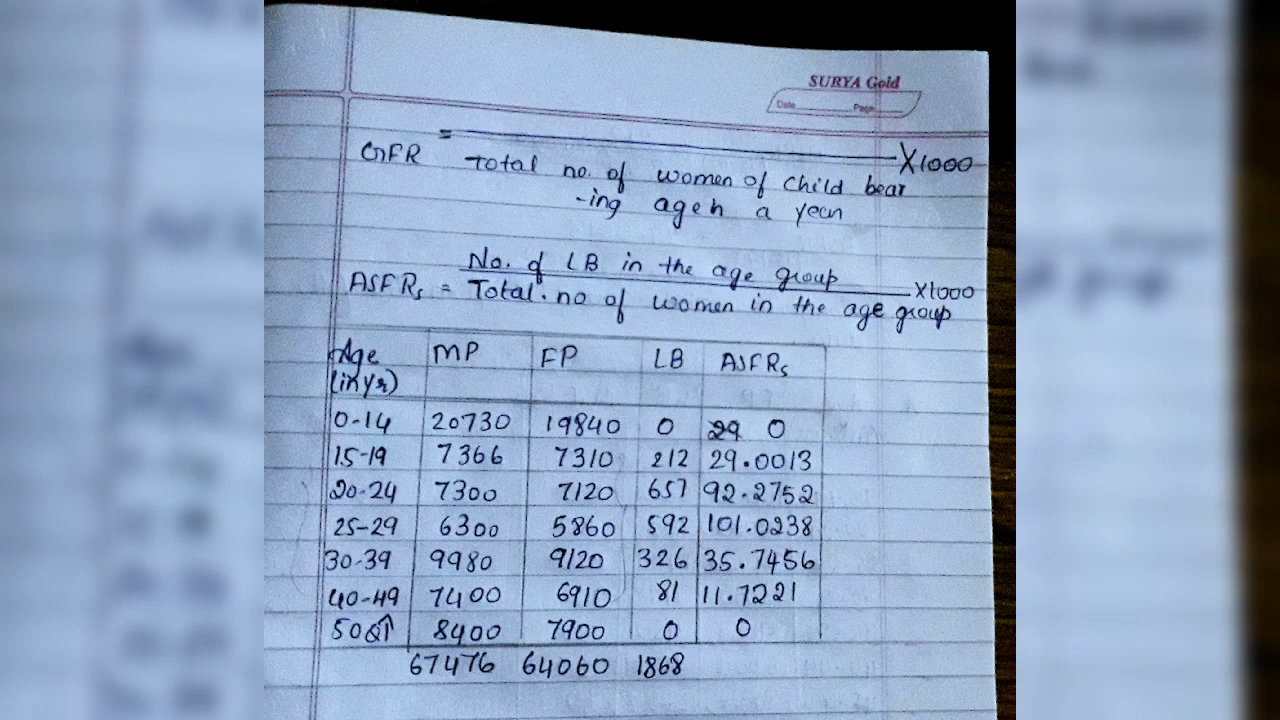 SURYA Gold
Date Page
GFR = X1000
Total no. of women of child bear
-ing ageh a year
No. of LB in the age group
ASFRs = X1000
Total. no of women in the age group
Age (in yr) MP FP LB ASFRs
0-14 20730 19840 0 0
15-19 7366 7310 212 29.0013
20-24 7300 7120 657 92.2752
25-29 6300 5860 592 101.0238
30-39 9980 9120 326 35.7456
40-49 7400 6910 81 11.7221
50&↑ 8400 7900 0 0
67476 64060 1868